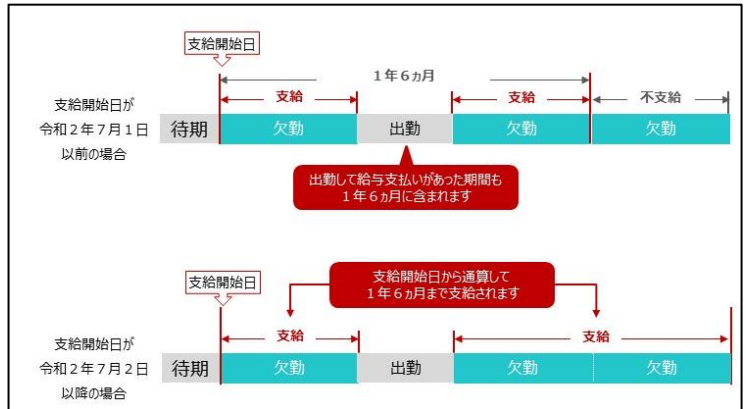 支給開始日
1年6ヵ月
支給
支給
不支給
支給開始日が
令和2年7月1日
以前の場合
待期
欠勤
出勤
欠勤
欠勤
出勤して給与支払いがあった期間も
1年6ヵ月に含まれます
支給開始日
支給開始日から通算して
1年6ヵ月まで支給されます
支給
支給
支給開始日が
令和2年7月2日
以降の場合
待期
欠勤
出勤
欠勤
欠勤